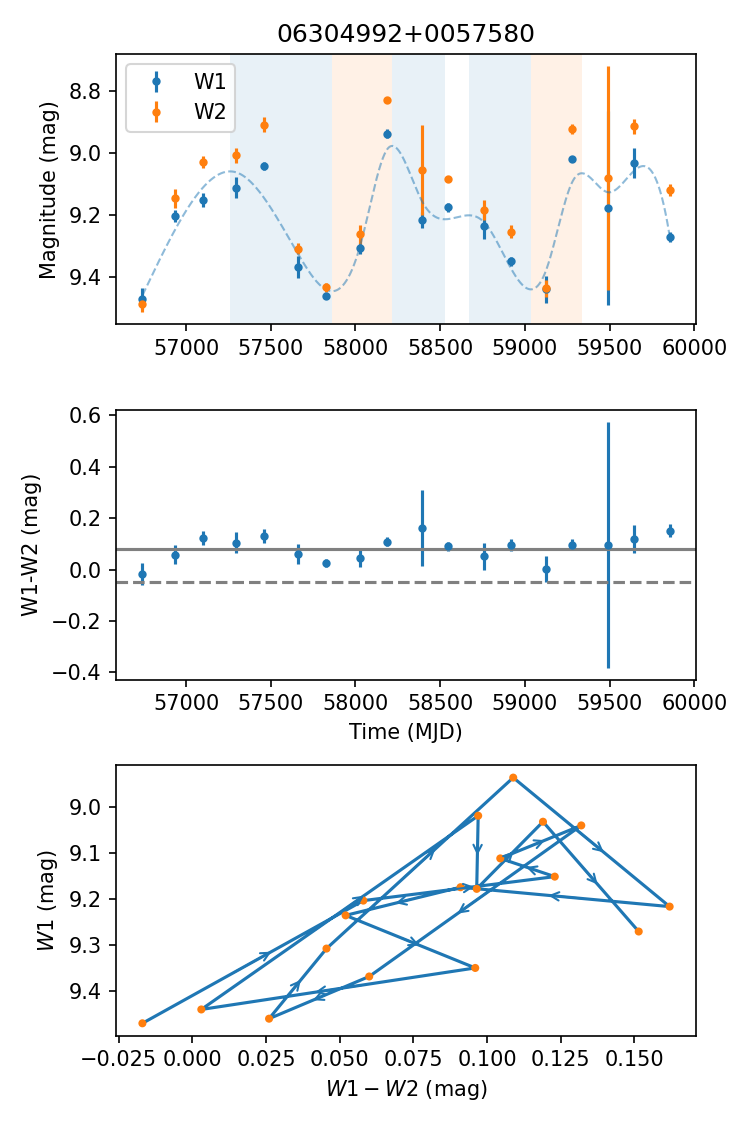 06304992+0057580
W1
W2
Magnitude (mag)
8.8
9.0
9.2
9.4
57000 57500 58000 58500 59000 59500 60000
W1-W2 (mag)
0.6
0.4
0.2
0.0
−0.2
−0.4
57000 57500 58000 58500 59000 59500 60000
Time (MJD)
W1 (mag)
9.0
9.1
9.2
9.3
9.4
−0.025 0.000 0.025 0.050 0.075 0.100 0.125 0.150
W1 − W2 (mag)